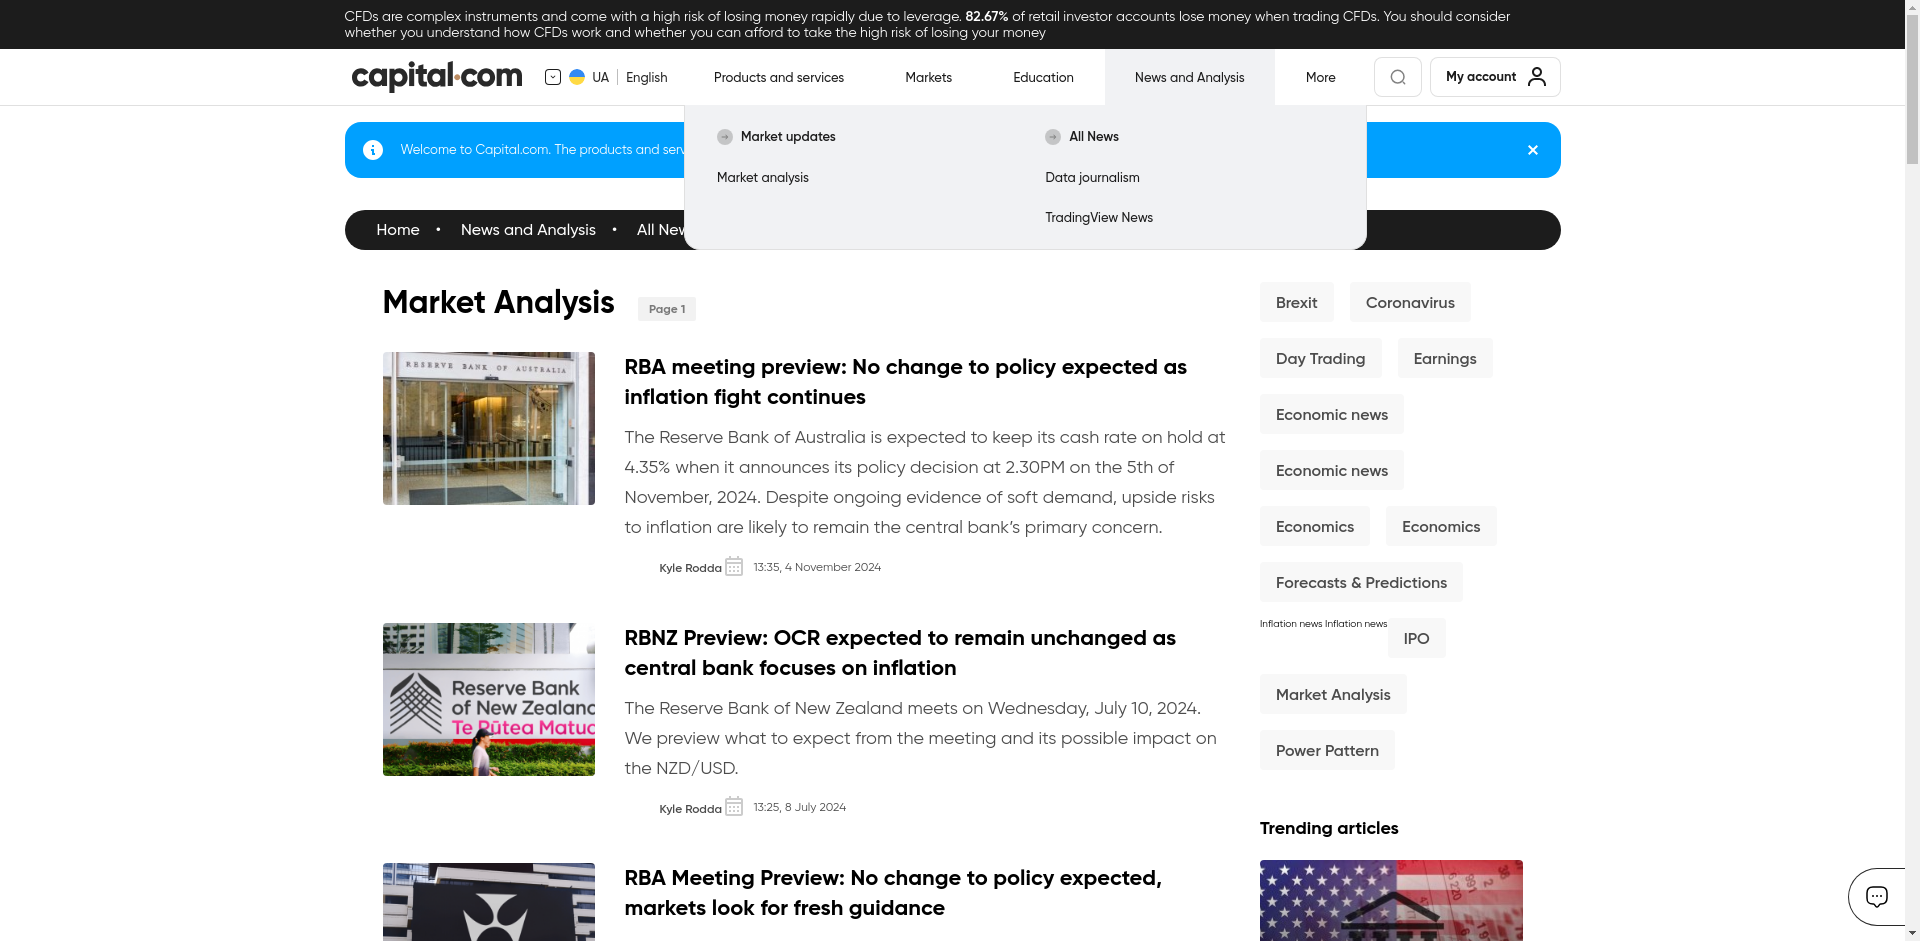 CFDs are complex instruments and come with a high risk of losing money rapidly due to leverage. 82.67% of retail investor accounts lose money when trading CFDs. You should consider
whether you understand how CFDs work and whether you can afford to take the high risk of losing your money
capital.com
UA
English
Products and services
Markets
Education
News and Analysis
More
My account
Market updates
All News
Market analysis
Data journalism
TradingView News
Welcome to Capital.com. The products and serv
Home • News and Analysis • All New
Market Analysis
Page 1
RESERVE BANK OF AUSTRALIA
RBA meeting preview: No change to policy expected as
inflation fight continues
The Reserve Bank of Australia is expected to keep its cash rate on hold at
4.35% when it announces its policy decision at 2.30PM on the 5th of
November, 2024. Despite ongoing evidence of soft demand, upside risks
to inflation are likely to remain the central bank’s primary concern.
Kyle Rodda
13:35, 4 November 2024
Reserve Bank
of New Zealand
Te Pūtea Matua
RBNZ Preview: OCR expected to remain unchanged as
central bank focuses on inflation
The Reserve Bank of New Zealand meets on Wednesday, July 10, 2024.
We preview what to expect from the meeting and its possible impact on
the NZD/USD.
Kyle Rodda
13:25, 8 July 2024
RBA Meeting Preview: No change to policy expected,
markets look for fresh guidance
Brexit
Coronavirus
Day Trading
Earnings
Economic news
Economic news
Economics
Economics
Forecasts & Predictions
Inflation news Inflation news
IPO
Market Analysis
Power Pattern
Trending articles